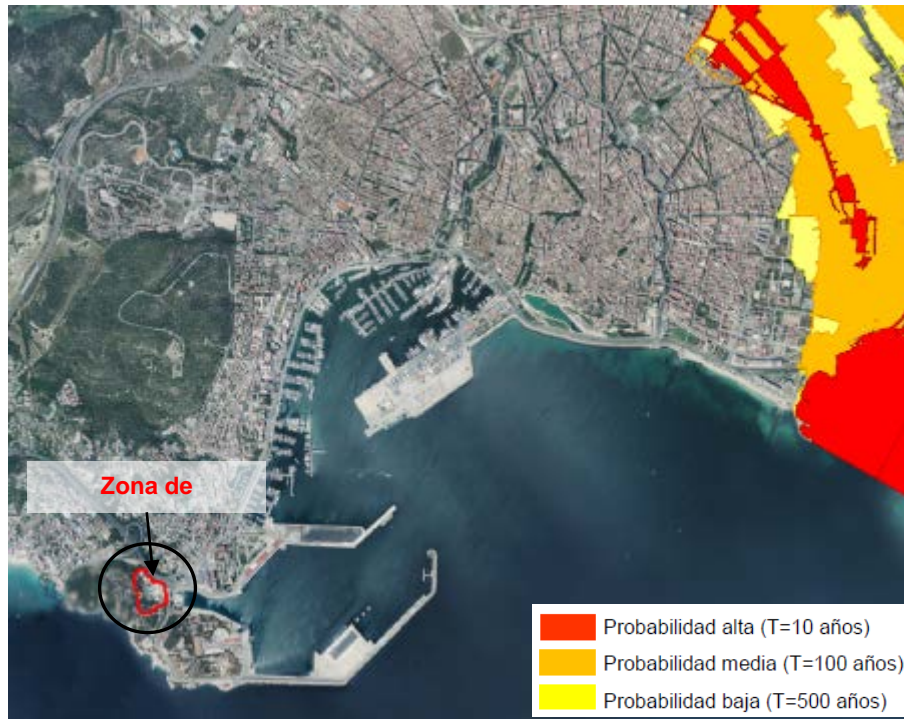 Zona de
Probabilidad alta (T=10 años)
Probabilidad media (T=100 años)
Probabilidad baja (T=500 años)